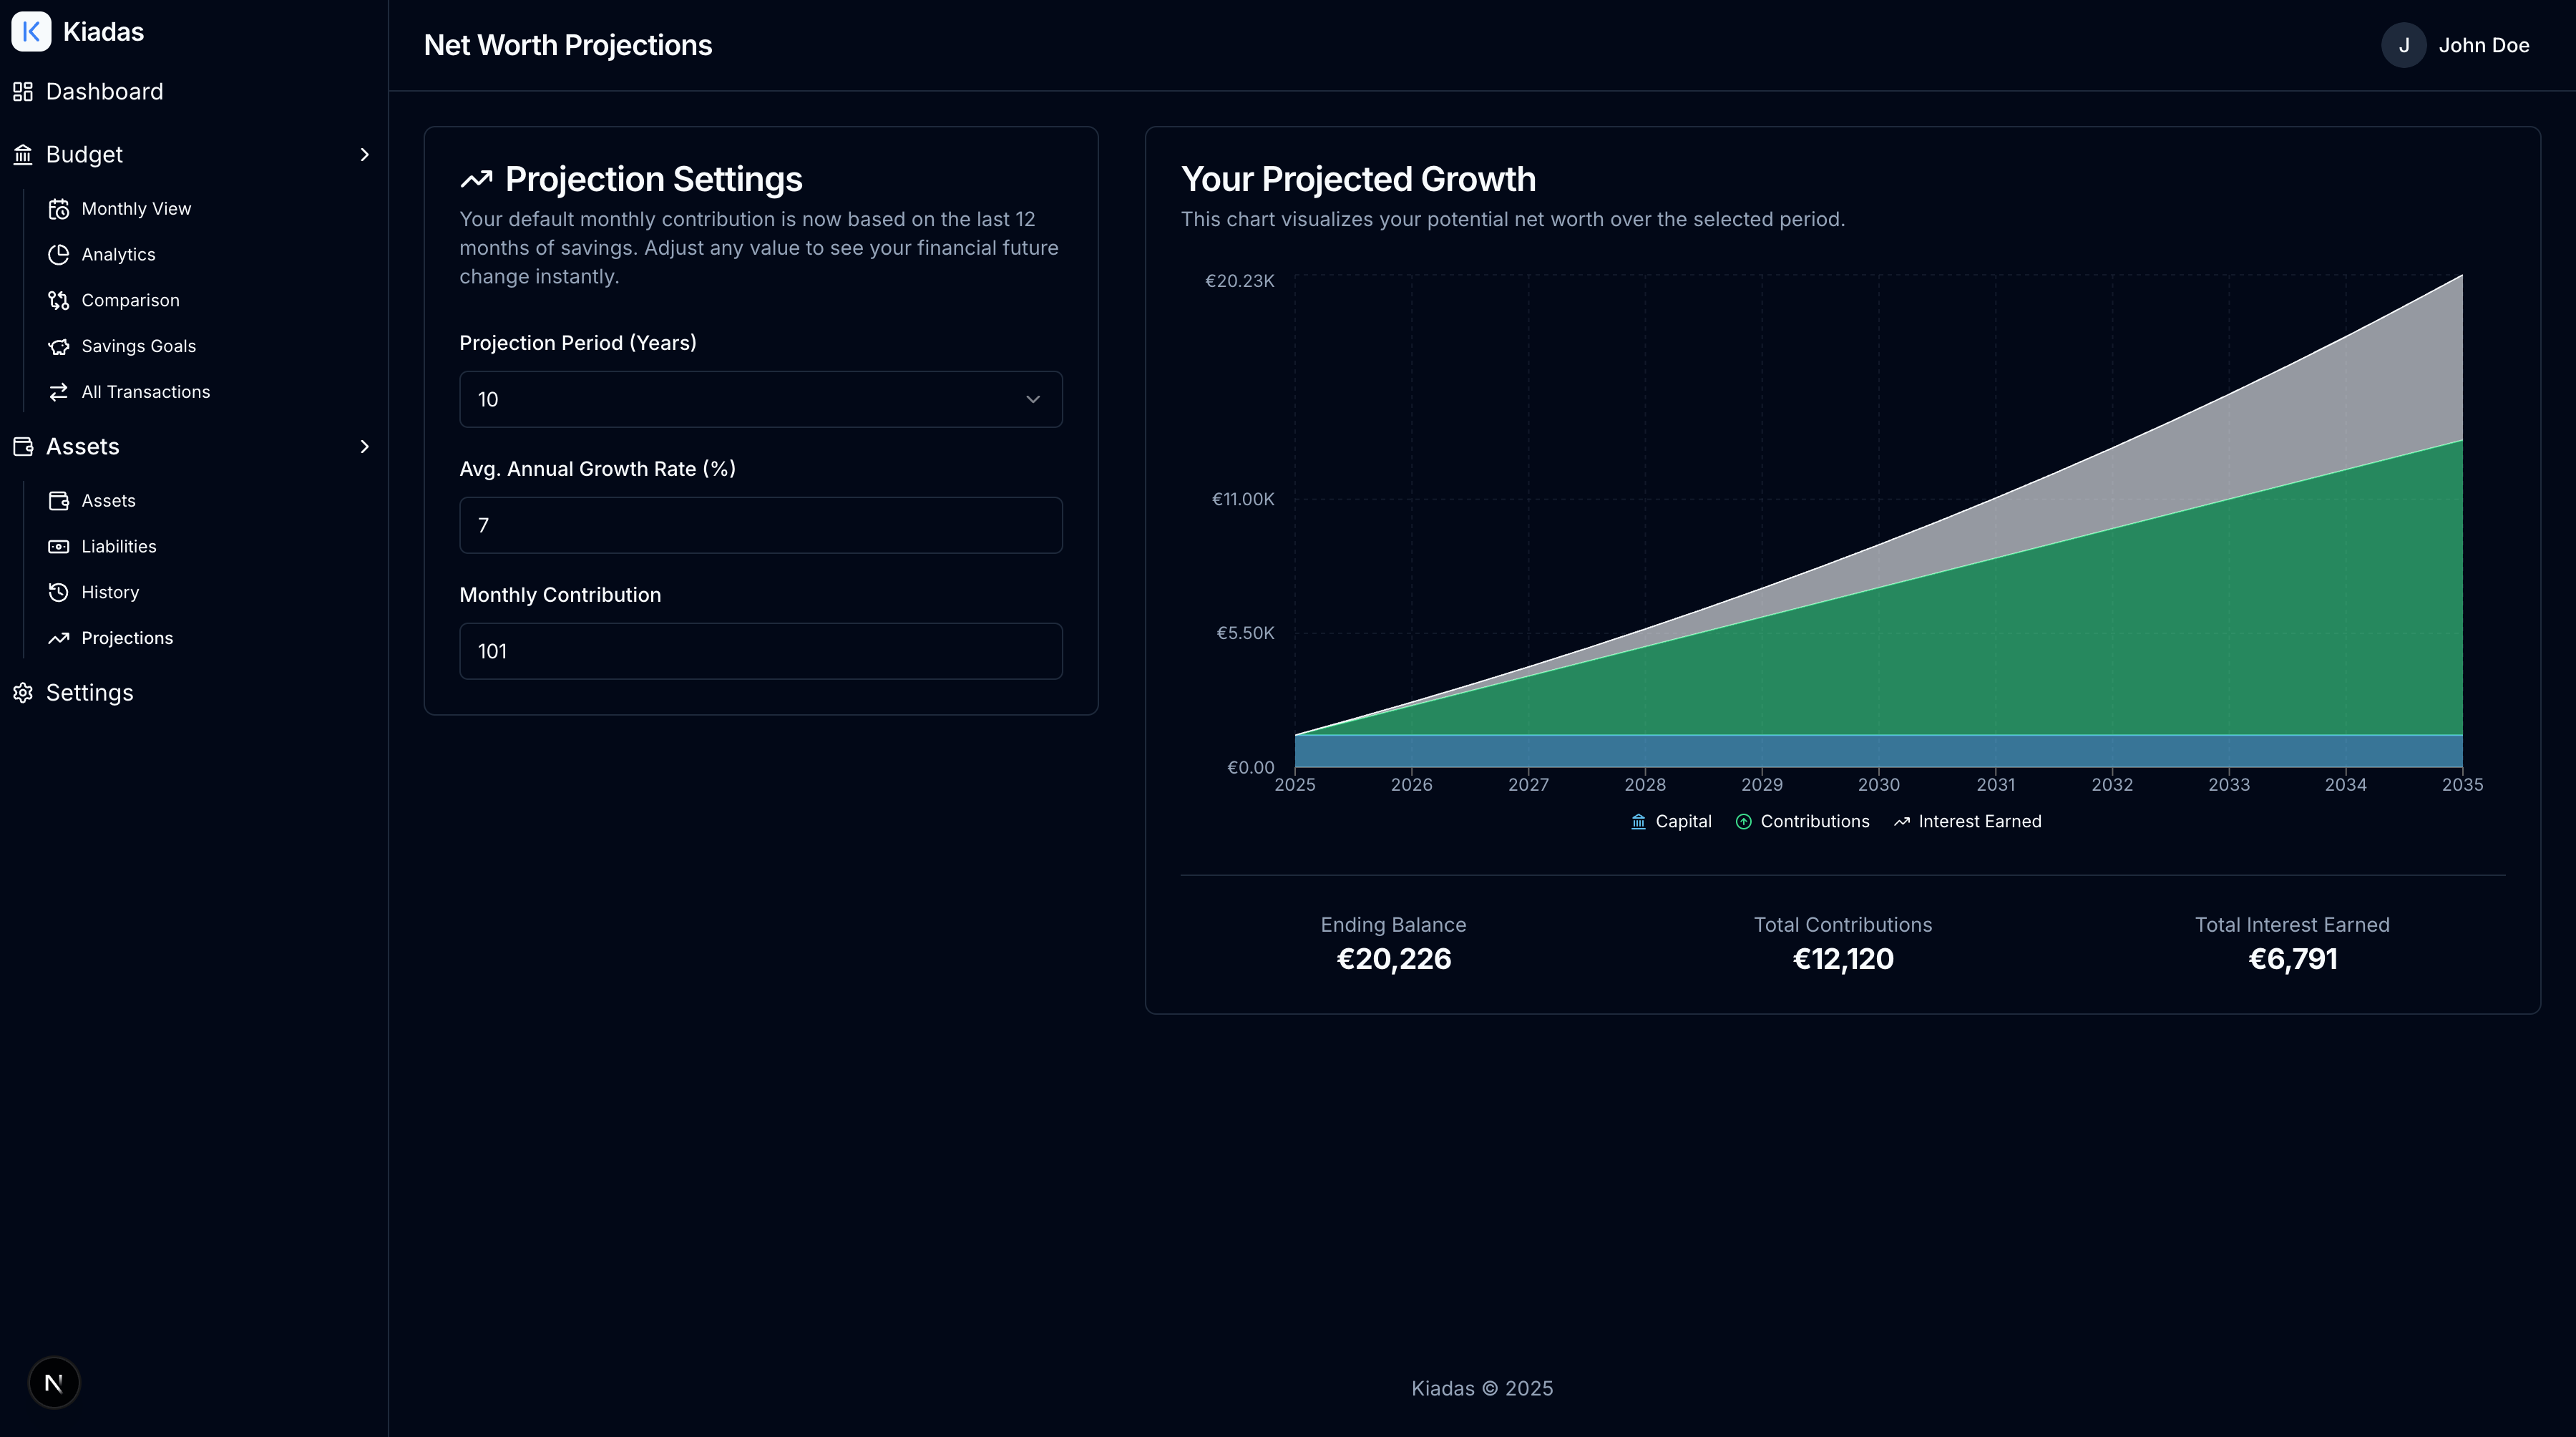 Kiadas
Dashboard
Budget
Monthly View
Analytics
Comparison
Savings Goals
All Transactions
Assets
Assets
Liabilities
History
Projections
Settings
N
Net Worth Projections
J
John Doe
Projection Settings
Your default monthly contribution is now based on the last 12
months of savings. Adjust any value to see your financial future
change instantly.
Projection Period (Years)
10
Avg. Annual Growth Rate (%)
7
Monthly Contribution
101
Your Projected Growth
This chart visualizes your potential net worth over the selected period.
€20.23K
€11.00K
€5.50K
€0.00
2025 2026 2027 2028 2029 2030 2031 2032 2033 2034 2035
Capital Contributions Interest Earned
Ending Balance
€20,226
Total Contributions
€12,120
Total Interest Earned
€6,791
Kiadas © 2025